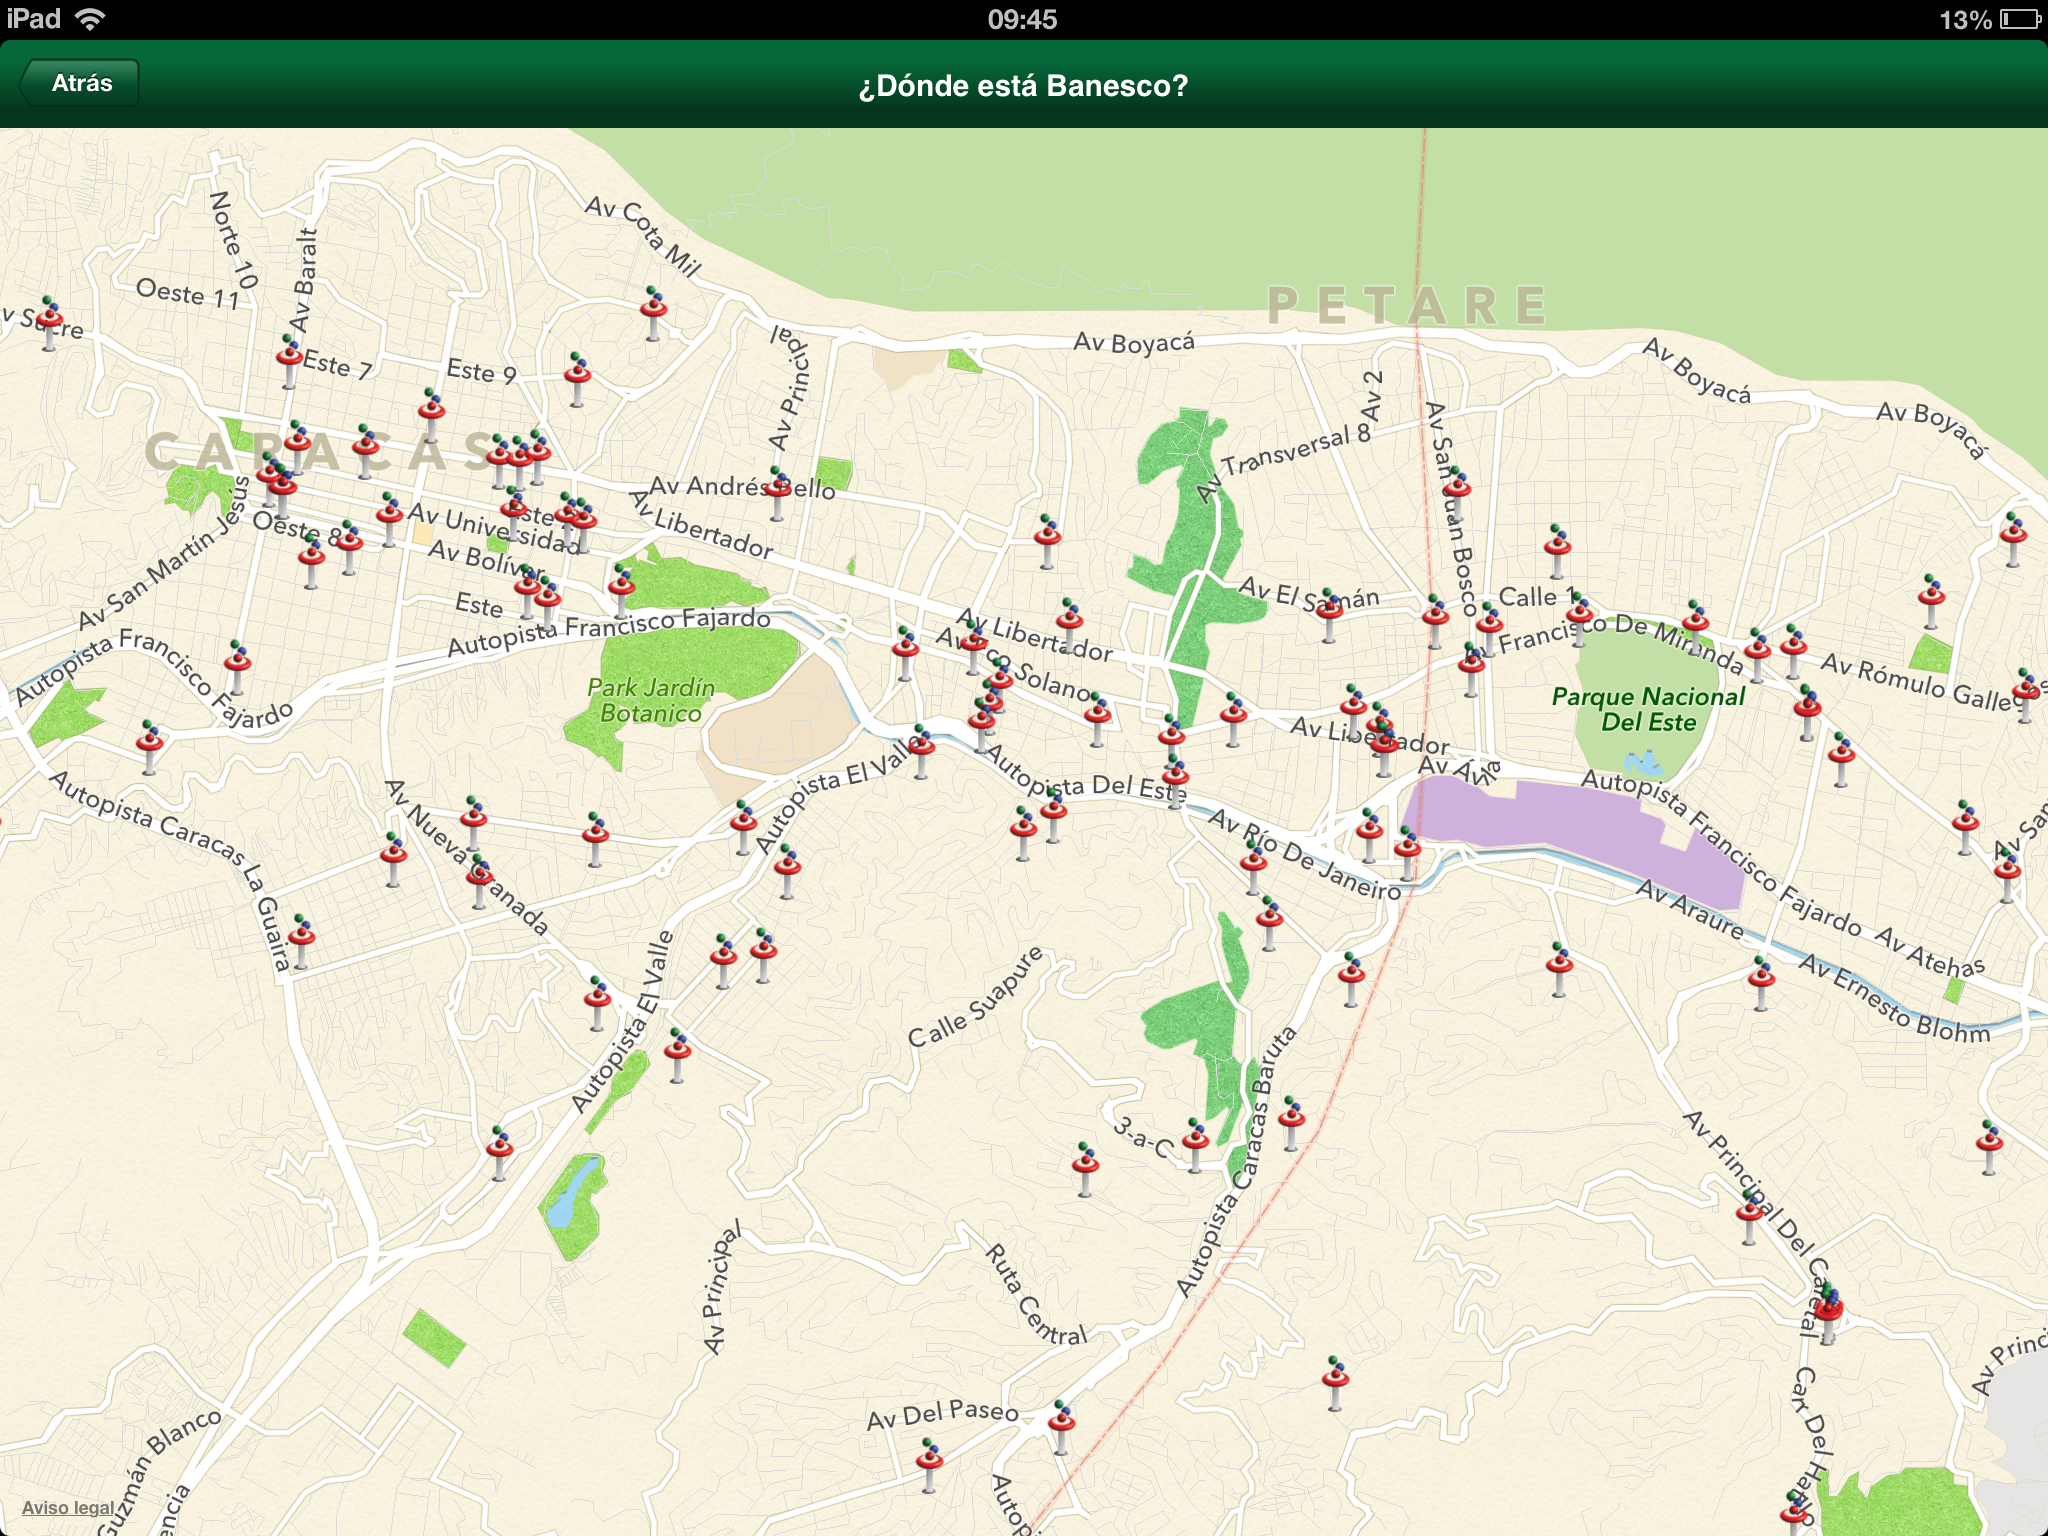 iPad 09:45 13%
Atrás
¿Dónde está Banesco?
Av Cota Mil
Norte 10
Av Baralt
Oeste 11
PETARE
v Sucre
Av Principal
Av Boyacá
Av Boyacá
Av Boyacá
Este 7
Este 9
Av 2
Av San Juan Bosco
CARACAS
Transversal 8
Av
Av Andrés Bello
Av Libertador
Oeste 8
Av Universidad
Este 2
Av Bolívar
Av San Martín Jesús
Av El Samán
Calle 1
Este
Autopista Francisco Fajardo
Av Libertador
Av Francisco De Miranda
Autopista Francisco Fajardo
Solano
Av Rómulo Galle
Park Jardín
Botanico
Parque Nacional
Del Este
Av Libertador
Av Ávila
Autopista El Valle
Autopista Del Este
Autopista Francisco Fajardo
Autopista Caracas La Guaira
Av Nueva Granada
Av Río De Janeiro
Av San
Av Araure
Av Atehas
Autopista El Valle
Calle Suapure
Av Ernesto Blohm
Autopista Caracas Baruta
3-a-C
Av Principal Del Cafetal
Av Principal
Ruta Central
Av Princi
Av Del Paseo
Carr Del Hatillo
Guzmán Blanco
Autopi
encia
Aviso legal